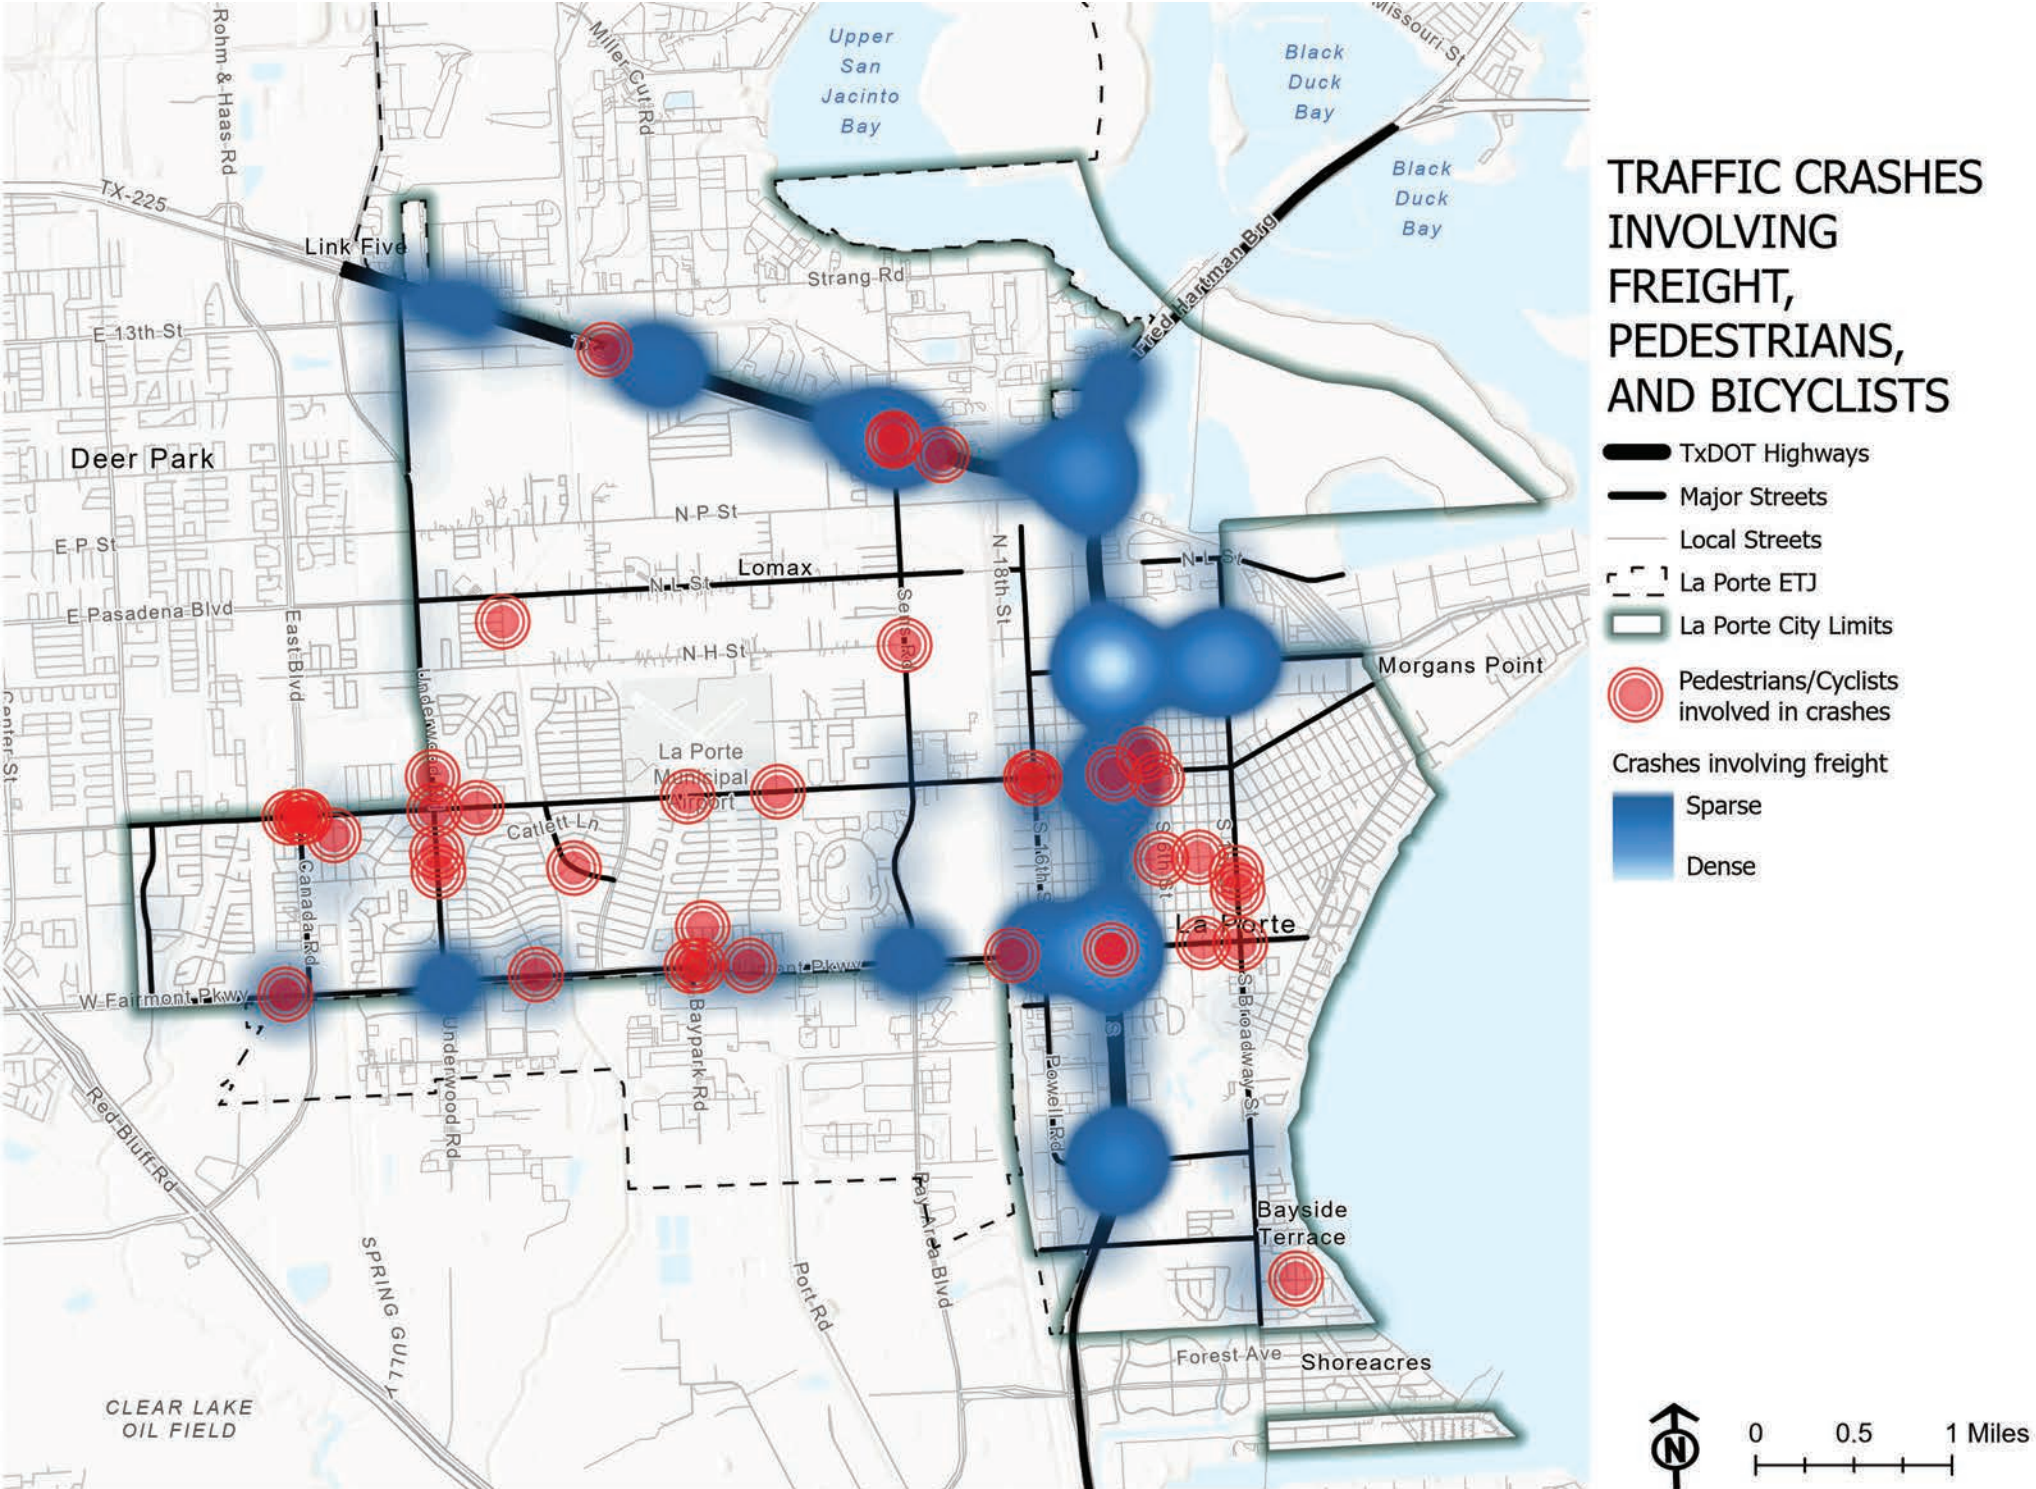 Rohm & Haas Rd
Miller Cut Rd
Upper
San
Jacinto
Bay
Black
Duck
Bay
Missouri St
Black
Duck
Bay
TX-225
Link Five
Strang Rd
Fred Hartman Brg
E 13th St
Deer Park
N P St
E P St
N L St
Lomax
N 18th St
N L St
E Pasadena Blvd
East Blvd
Sens Rd
N H St
Morgans Point
Center St
La Porte
Municipal
Airport
Catlett Ln
Canada Rd
S 16th S
S 6th St
La Porte
W Fairmont Pkwy
Underwood Rd
Baypark Rd
Powell Rd
S Broadway St
Red Bluff Rd
SPRING GULLY
Port Rd
Bay Area Blvd
Bayside
Terrace
Forest Ave
Shoreacres
CLEAR LAKE
OIL FIELD
TRAFFIC CRASHES
INVOLVING
FREIGHT,
PEDESTRIANS,
AND BICYCLISTS
TxDOT Highways
Major Streets
Local Streets
La Porte ETJ
La Porte City Limits
Pedestrians/Cyclists
involved in crashes
Crashes involving freight
Sparse
Dense
N
0 0.5 1 Miles